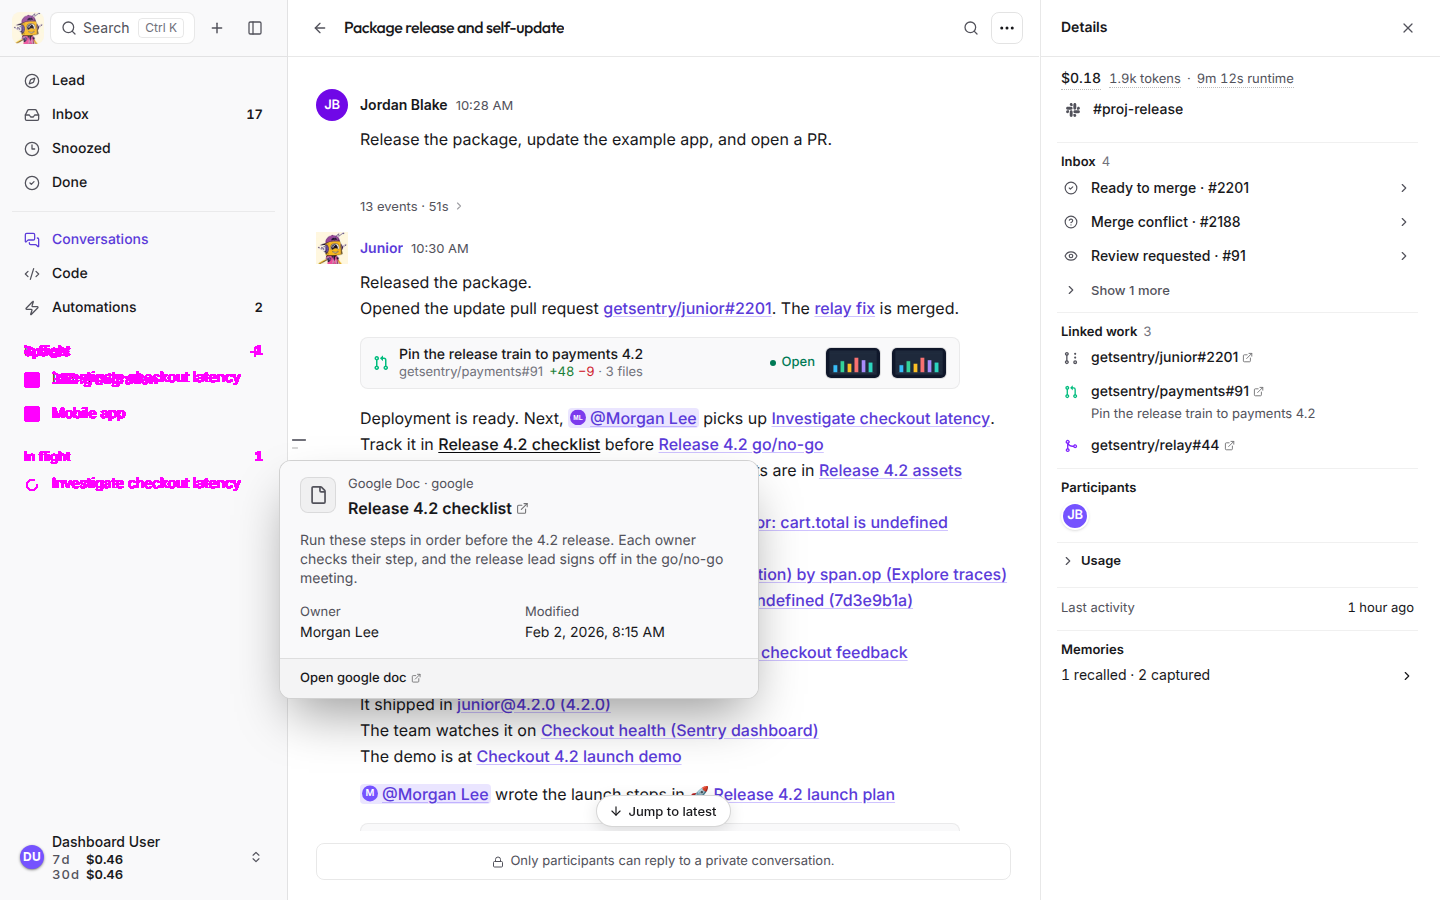 Search Ctrl K
Lead
Inbox 17
Snoozed
Done
Conversations
Code
Automations 2
Mobile app
In flight 1
Investigate checkout latency
Dashboard User
DU
7d $0.46
30d $0.46
Package release and self-update
JB Jordan Blake 10:28 AM
Release the package, update the example app, and open a PR.
13 events · 51s
Junior 10:30 AM
Released the package.
Opened the update pull request getsentry/junior#2201. The relay fix is merged.
Pin the release train to payments 4.2
getsentry/payments#91 +48 −9 · 3 files
Open
Deployment is ready. Next, ML @Morgan Lee picks up Investigate checkout latency.
Track it in Release 4.2 checklist before Release 4.2 go/no-go
s are in Release 4.2 assets
or: cart.total is undefined
tion) by span.op (Explore traces)
ndefined (7d3e9b1a)
checkout feedback
Google Doc · google
Release 4.2 checklist
Run these steps in order before the 4.2 release. Each owner
checks their step, and the release lead signs off in the go/no-go
meeting.
Owner Modified
Morgan Lee Feb 2, 2026, 8:15 AM
Open google doc
It shipped in junior@4.2.0 (4.2.0)
The team watches it on Checkout health (Sentry dashboard)
The demo is at Checkout 4.2 launch demo
M @Morgan Lee wrote the launch steps in 🚀 Release 4.2 launch plan
Jump to latest
Only participants can reply to a private conversation.
Details
$0.18 1.9k tokens · 9m 12s runtime
#proj-release
Inbox 4
Ready to merge · #2201
Merge conflict · #2188
Review requested · #91
Show 1 more
Linked work 3
getsentry/junior#2201
getsentry/payments#91
Pin the release train to payments 4.2
getsentry/relay#44
Participants
JB
Usage
Last activity 1 hour ago
Memories
1 recalled · 2 captured